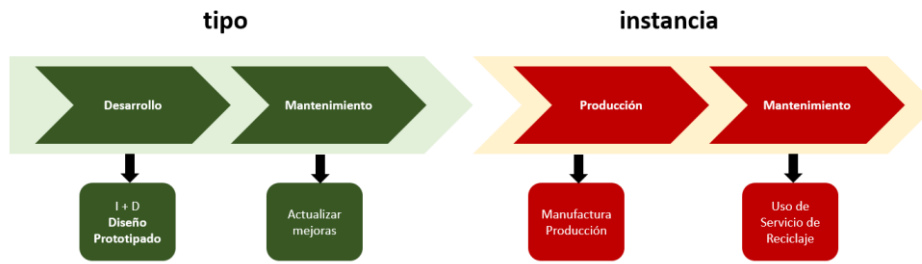 tipo
instancia
Desarrollo
Mantenimiento
Producción
Mantenimiento
I + D
Diseño
Prototipado
Actualizar
mejoras
Manufactura
Producción
Uso de
Servicio de
Reciclaje